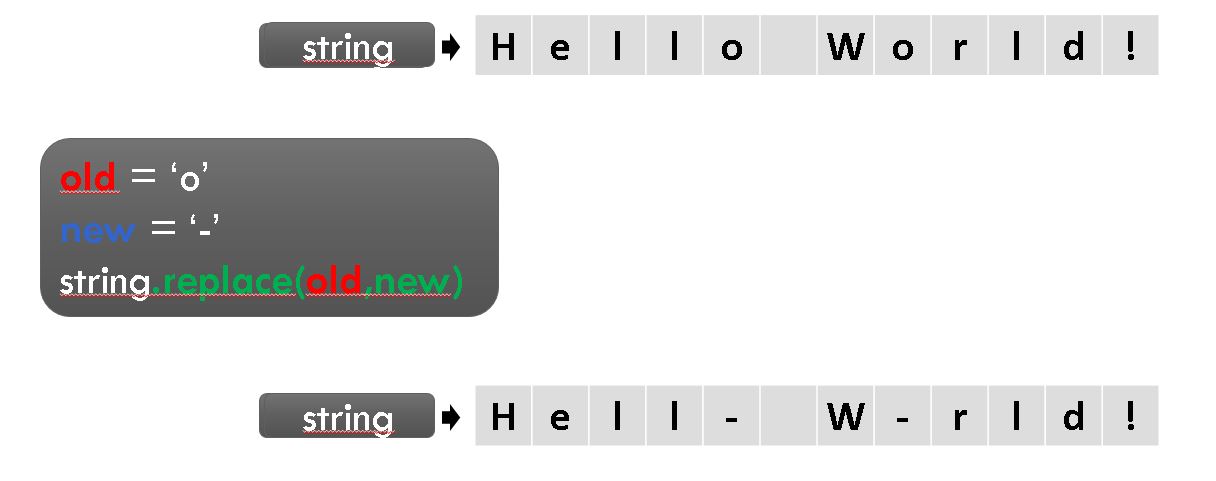 string H e l l o W o r l d !
old = ‘o’
new = ‘-’
string.replace(old,new)
string H e l l - W - r l d !